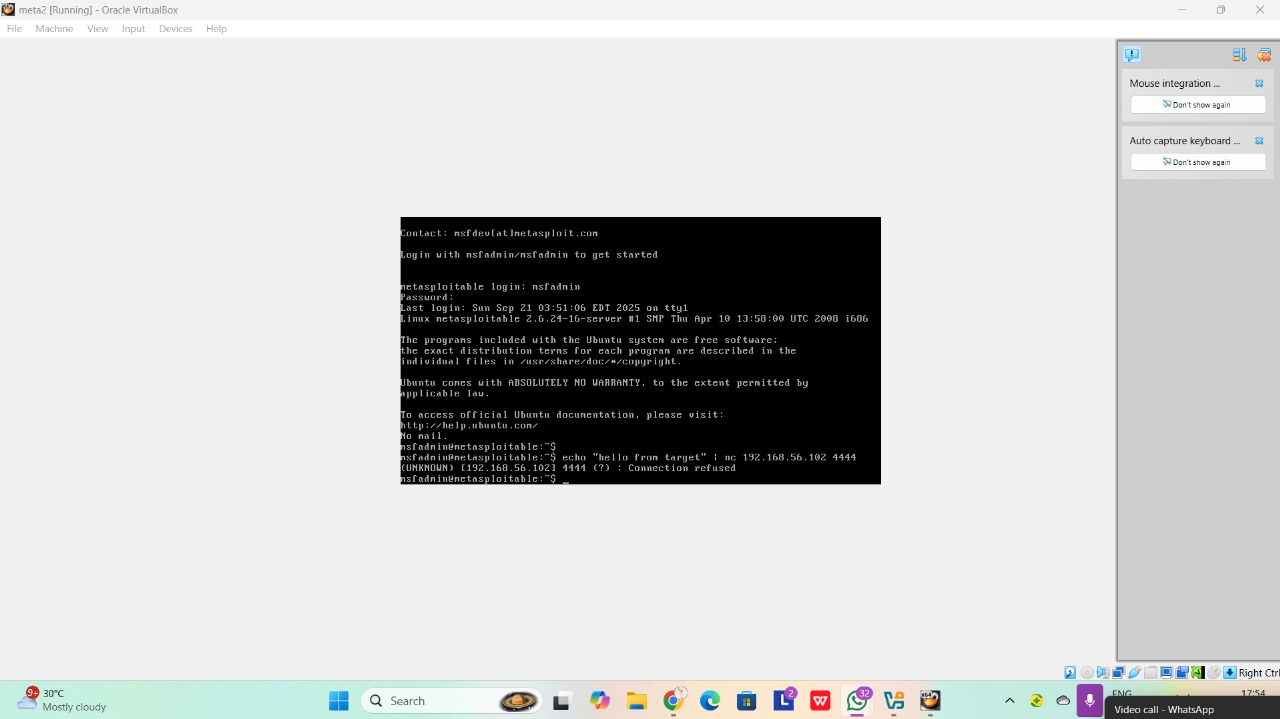 meta2 [Running] - Oracle VirtualBox
File Machine View Input Devices Help
Mouse integration ...
Don't show again
Auto capture keyboard ...
Don't show again
Contact: msfdev[at]metasploit.com
Login with msfadmin/msfadmin to get started
metasploitable login: msfadmin
Password:
Last login: Sun Sep 21 03:51:06 EDT 2025 on tty1
Linux metasploitable 2.6.24-16-server #1 SMP Thu Apr 10 13:58:00 UTC 2008 i686
The programs included with the Ubuntu system are free software;
the exact distribution terms for each program are described in the
individual files in /usr/share/doc/*/copyright.
Ubuntu comes with ABSOLUTELY NO WARRANTY, to the extent permitted by
applicable law.
To access official Ubuntu documentation, please visit:
http://help.ubuntu.com/
No mail.
msfadmin@metasploitable:~$
msfadmin@metasploitable:~$ echo "hello from target" | nc 192.168.56.102 4444
(UNKNOWN) [192.168.56.102] 4444 (?) : Connection refused
msfadmin@metasploitable:~$ _
Right Ctrl
9+
30°C
Mostly cloudy
Search
2
32
ENG
17:54
Video call - WhatsApp